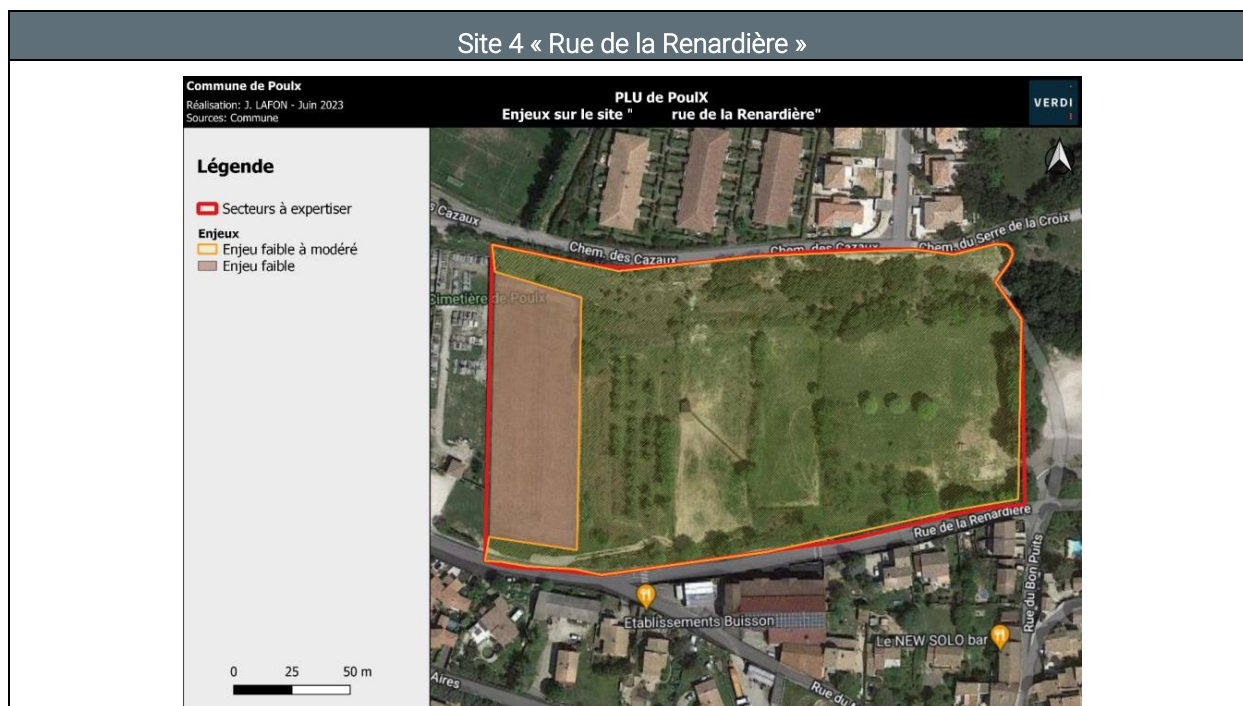 Site 4 « Rue de la Renardière »
Commune de Poulx
Réalisation: J. LAFON - Juin 2023
Sources: Commune
PLU de PoulX
Enjeux sur le site " rue de la Renardière"
VERDI
Légende
Secteurs à expertiser
Enjeux
Enjeu faible à modéré
Enjeu faible
0 25 50 m
s Cazaux
Chem. des Cazaux
Chem. des Cazaux
Chem. du Serre de la Croix
Cimetière de Poulx
Rue de la Renardière
Rue du Bon Puits
Etablissements Buisson
Le NEW SOLO bar
Aires
Rue du